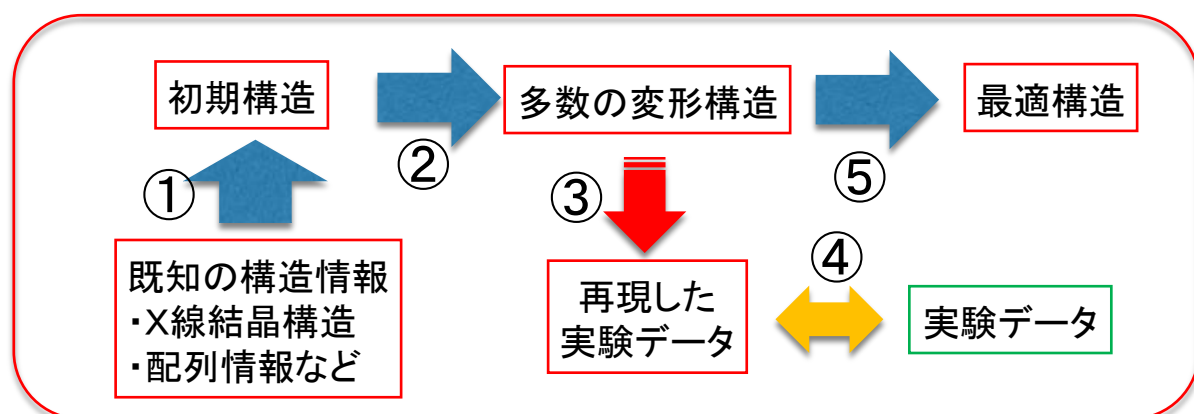 初期構造
②
多数の変形構造
⑤
最適構造
①
既知の構造情報
・X線結晶構造
・配列情報など
③
再現した
実験データ
④
実験データ